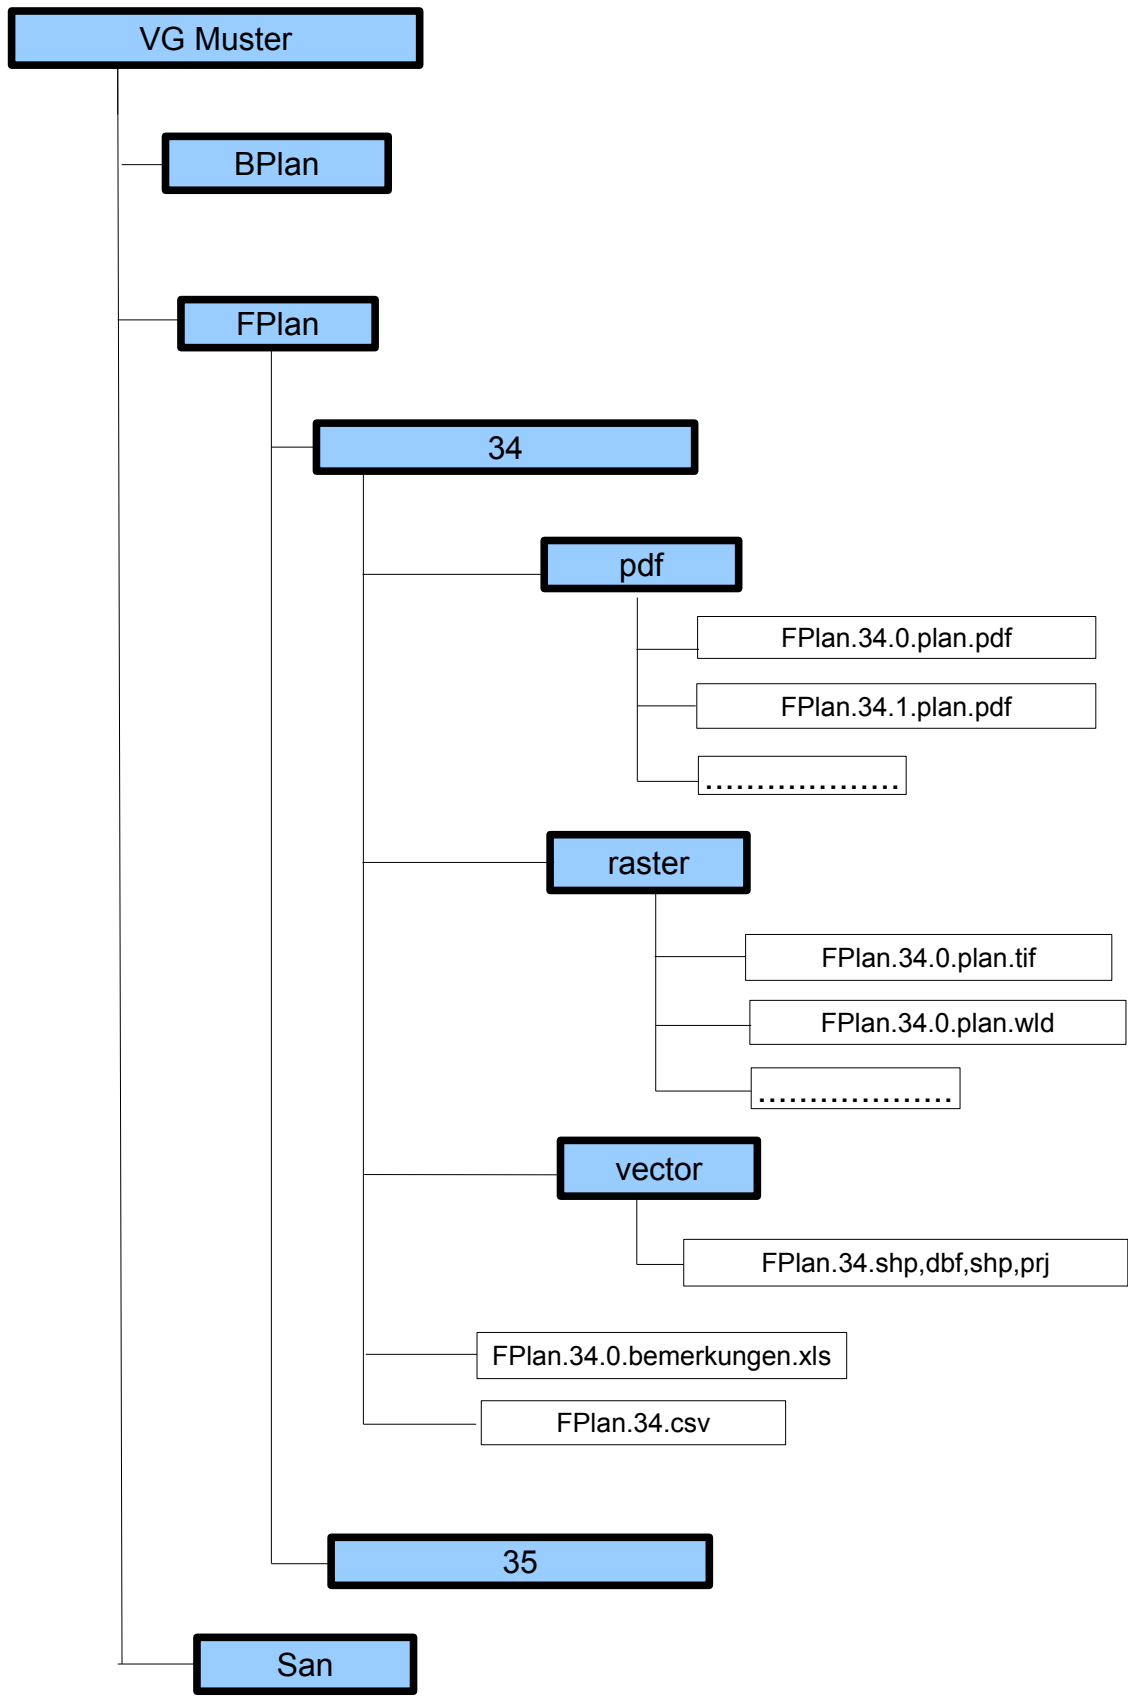 VG Muster
BPlan
FPlan
34
pdf
FPlan.34.0.plan.pdf
FPlan.34.1.plan.pdf
...................
raster
FPlan.34.0.plan.tif
FPlan.34.0.plan.wld
...................
vector
FPlan.34.shp,dbf,shp,prj
FPlan.34.0.bemerkungen.xls
FPlan.34.csv
35
San